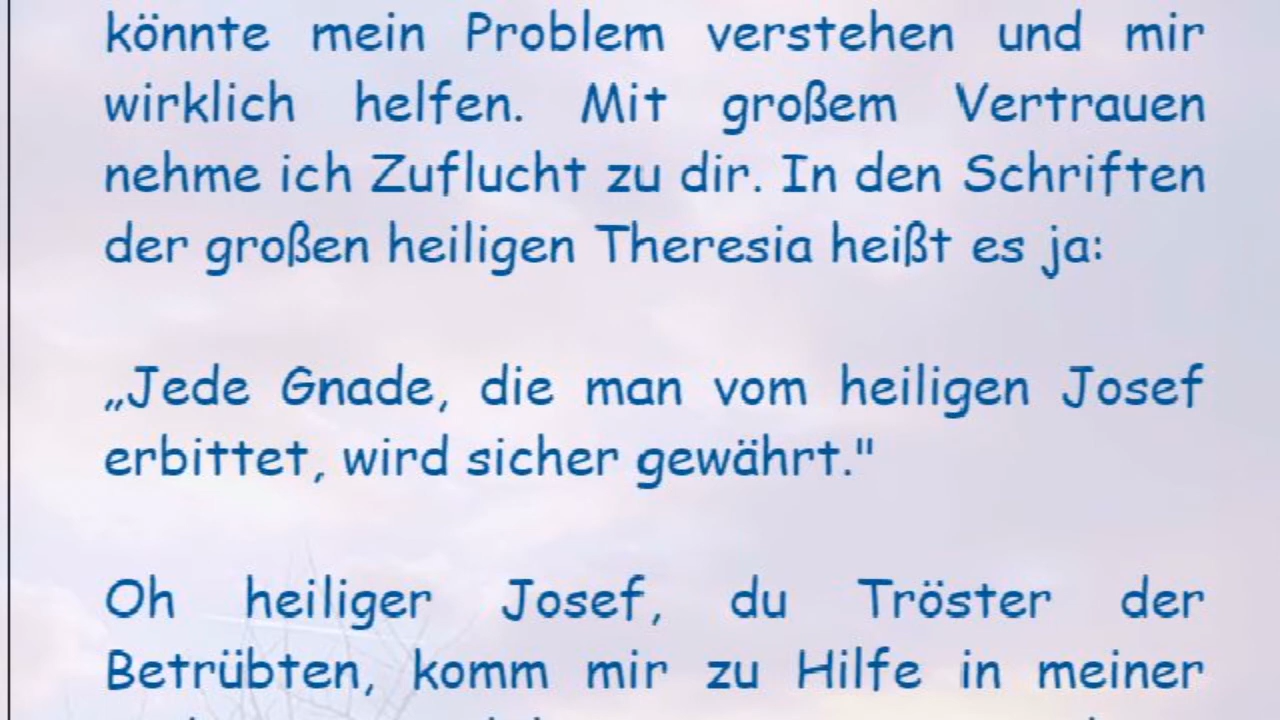 könnte mein Problem verstehen und mir
wirklich helfen. Mit großem Vertrauen
nehme ich Zuflucht zu dir. In den Schriften
der großen heiligen Theresia heißt es ja:
„Jede Gnade, die man vom heiligen Josef
erbittet, wird sicher gewährt."
Oh heiliger Josef, du Tröster der
Betrübten, komm mir zu Hilfe in meiner